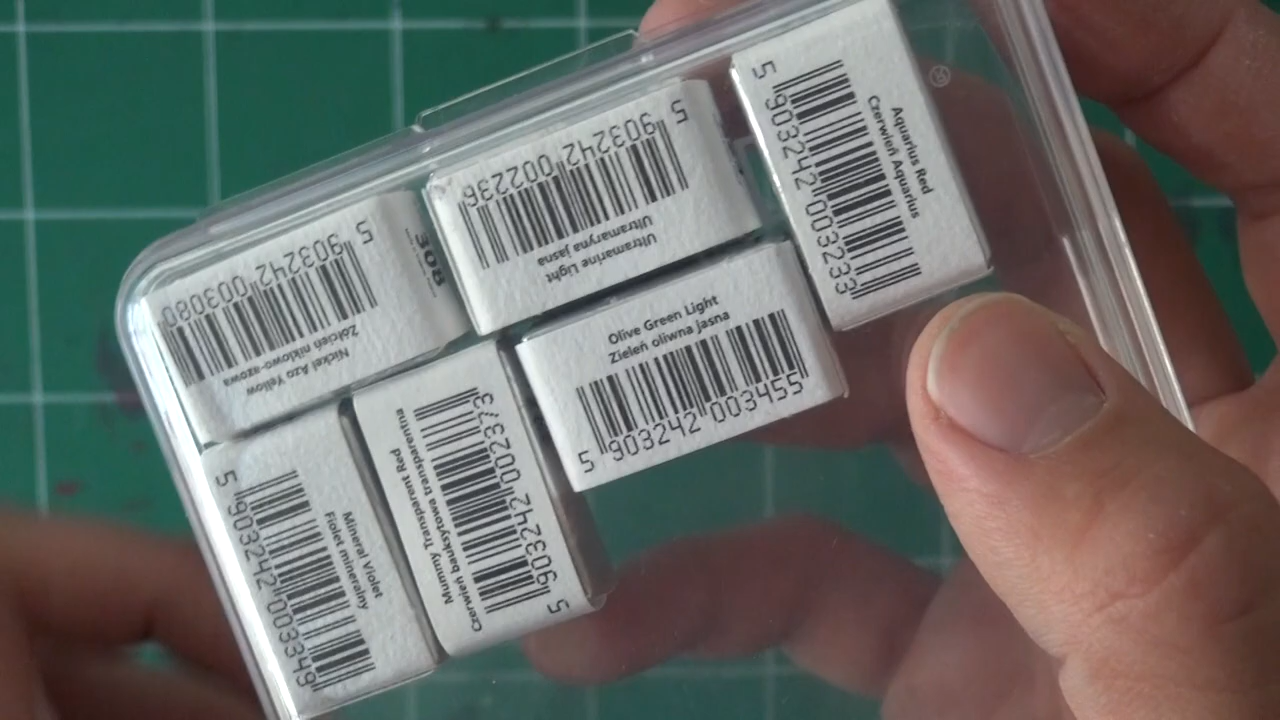 5 903242 003080
Nickel Azo Yellow
Żółcień niklowo-azowa
308
5 903242 002236
Ultramarine Light
Ultramaryna jasna
5 903242 003233
Aquarius Red
Czerwień Aquarius
®
Olive Green Light
Zieleń oliwna jasna
5 903242 003455
5 903242 002373
Mummy Transparent Red
czerwień bauksytowa transparentna
5 903242 003349
Mineral Violet
Fiolet mineralny